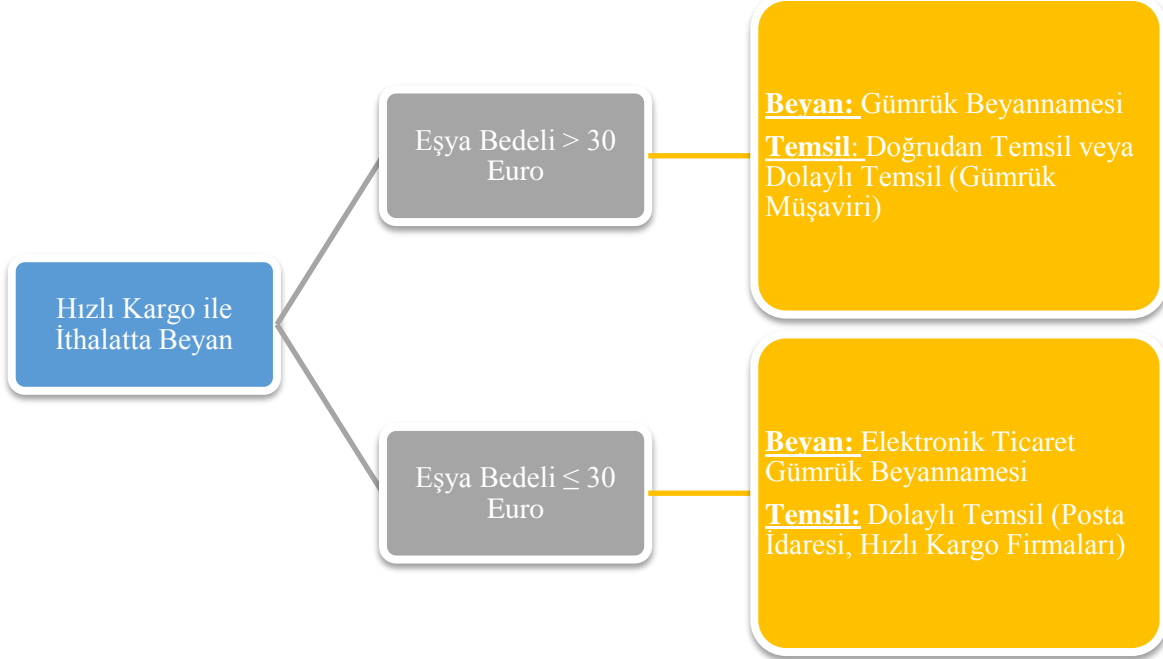 Hızlı Kargo ile
İthalatta Beyan
Eşya Bedeli > 30
Euro
Beyan: Gümrük Beyannamesi
Temsil: Doğrudan Temsil veya
Dolaylı Temsil (Gümrük
Müşaviri)
Eşya Bedeli ≤ 30
Euro
Beyan: Elektronik Ticaret
Gümrük Beyannamesi
Temsil: Dolaylı Temsil (Posta
İdaresi, Hızlı Kargo Firmaları)